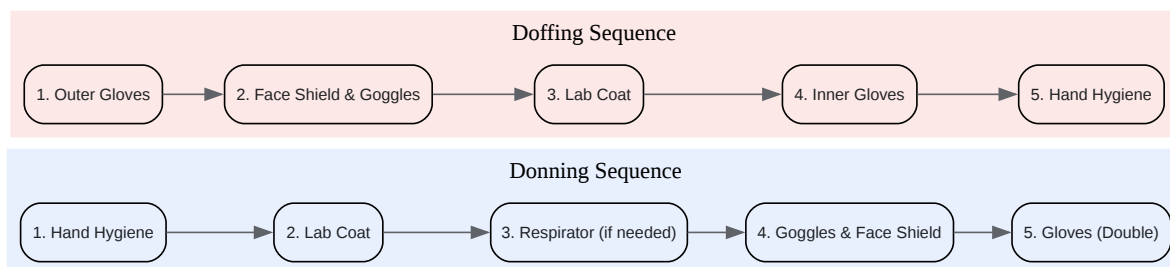 Doffing Sequence
1. Outer Gloves
2. Face Shield & Goggles
3. Lab Coat
4. Inner Gloves
5. Hand Hygiene
Donning Sequence
1. Hand Hygiene
2. Lab Coat
3. Respirator (if needed)
4. Goggles & Face Shield
5. Gloves (Double)